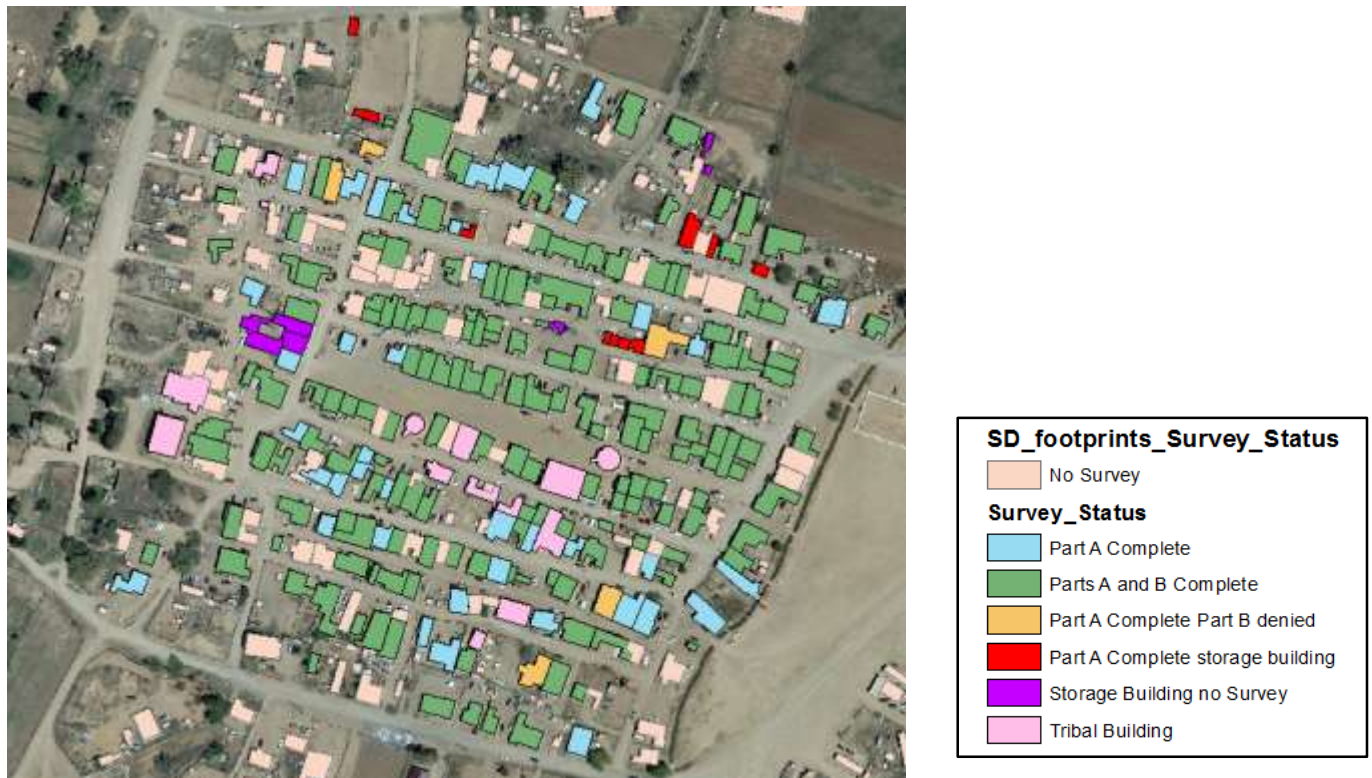 SD_footprints_Survey_Status
No Survey
Survey_Status
Part A Complete
Parts A and B Complete
Part A Complete Part B denied
Part A Complete storage building
Storage Building no Survey
Tribal Building